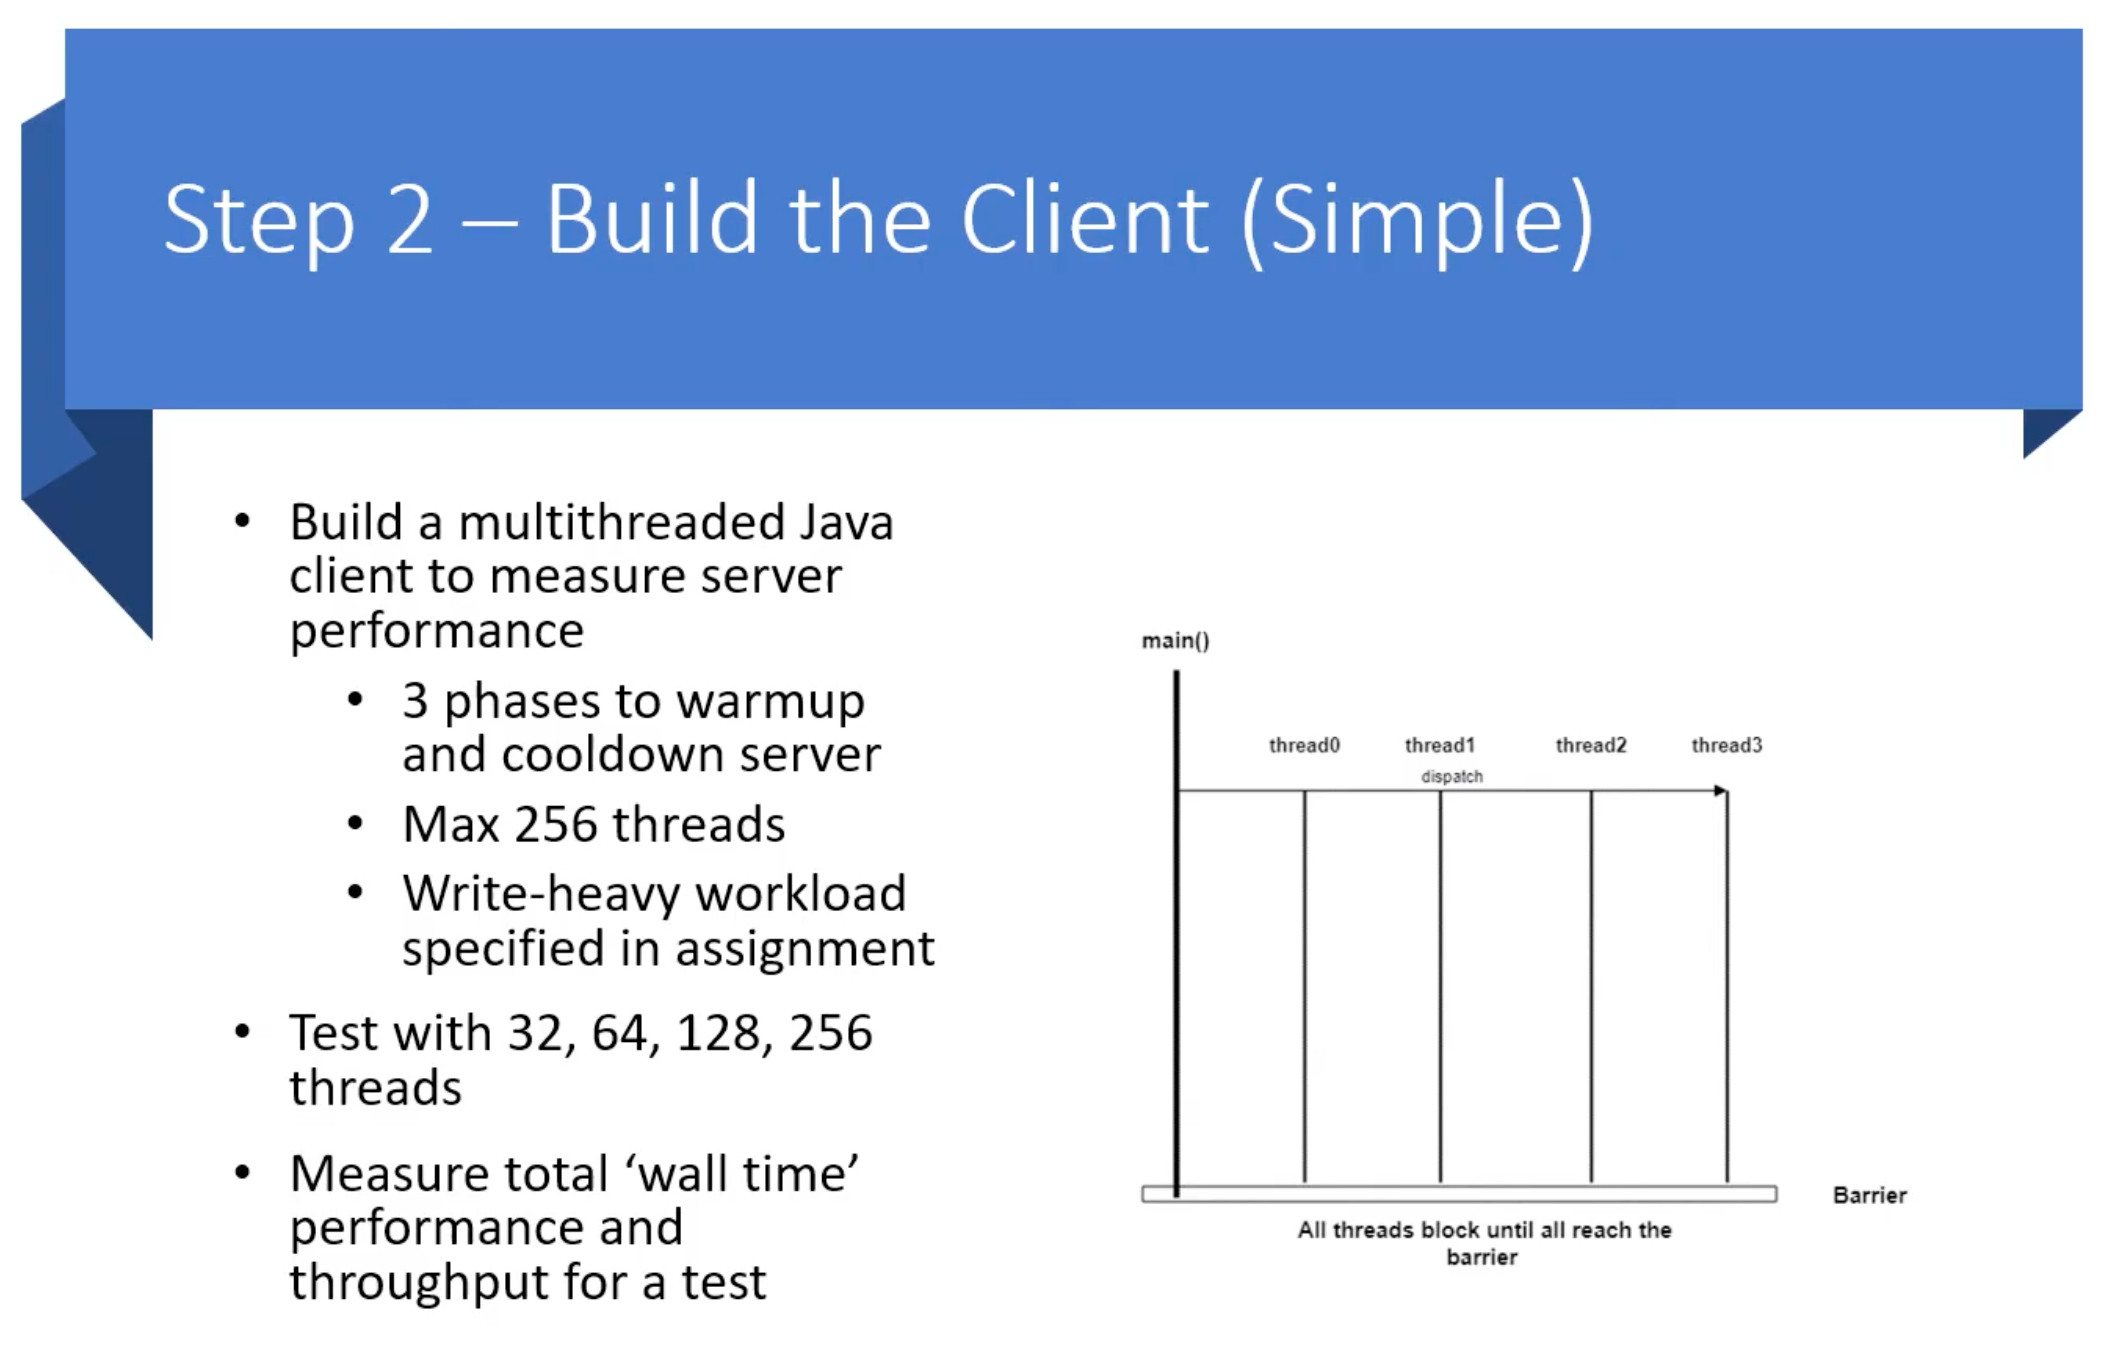 Step 2 – Build the Client (Simple)
• Build a multithreaded Java
client to measure server
performance
• 3 phases to warmup
and cooldown server
• Max 256 threads
• Write-heavy workload
specified in assignment
• Test with 32, 64, 128, 256
threads
• Measure total ‘wall time’
performance and
throughput for a test
main()
thread0 thread1 thread2 thread3
dispatch
Barrier
All threads block until all reach the
barrier